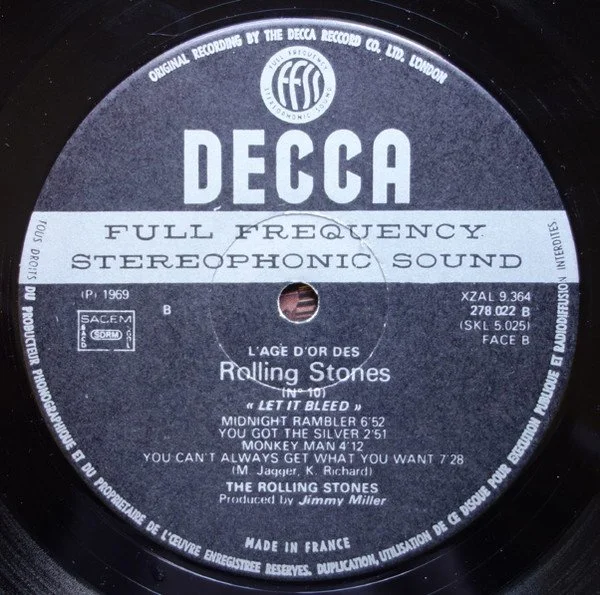 ORIGINAL RECORDING BY THE DECCA RECCORD CO. LTD. LONDON
FULL FREQUENCY
ffss
STEREOPHONIC SOUND
DECCA
FULL FREQUENCY
STEREOPHONIC SOUND
(P) 1969
B
SACEM
SACD
SDRM
SGDL
XZAL 9.364
278 022 B
(SKL 5.025)
FACE B
L'AGE D'OR DES
Rolling Stones
(N° 10)
« LET IT BLEED »
MIDNIGHT RAMBLER 6'52
YOU GOT THE SILVER 2'51
MONKEY MAN 4'12
YOU CAN'T ALWAYS GET WHAT YOU WANT 7'28
(M. Jagger, K. Richard)
THE ROLLING STONES
Produced by Jimmy Miller
MADE IN FRANCE
TOUS DROITS DU PRODUCTEUR PHONOGRAPHIQUE ET DU PROPRIETAIRE DE L'ŒUVRE ENREGISTREE RESERVES. DUPLICATION, UTILISATION DE CE DISQUE POUR EXECUTION PUBLIQUE ET RADIODIFFUSION INTERDITES